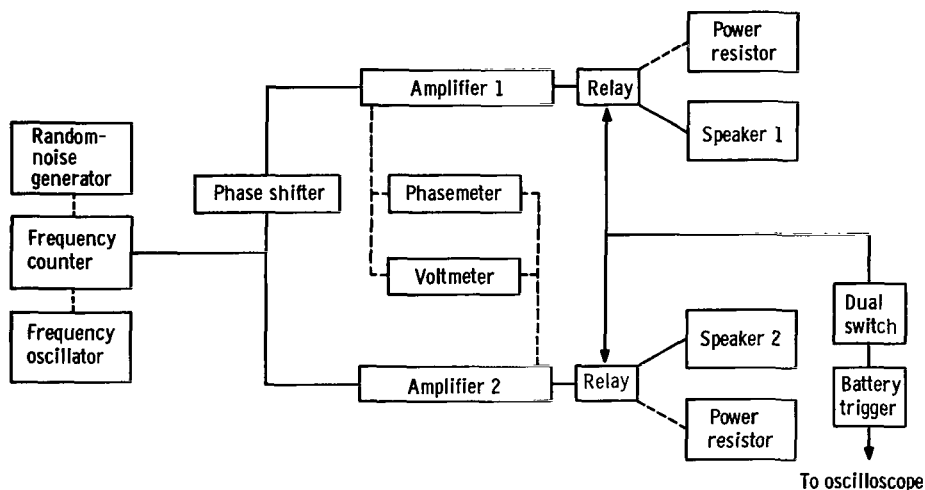 Random-
noise
generator
Frequency
counter
Frequency
oscillator
Phase shifter
Amplifier 1
Phasemeter
Voltmeter
Amplifier 2
Relay
Power
resistor
Speaker 1
Relay
Speaker 2
Power
resistor
Dual
switch
Battery
trigger
To oscilloscope